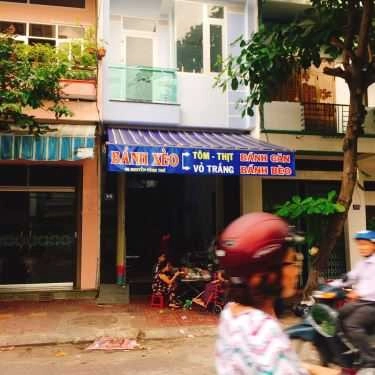 BÁNH XÈO
TÔM - THỊT
VỎ TRẮNG
BÁNH CĂN
BÁNH BÈO